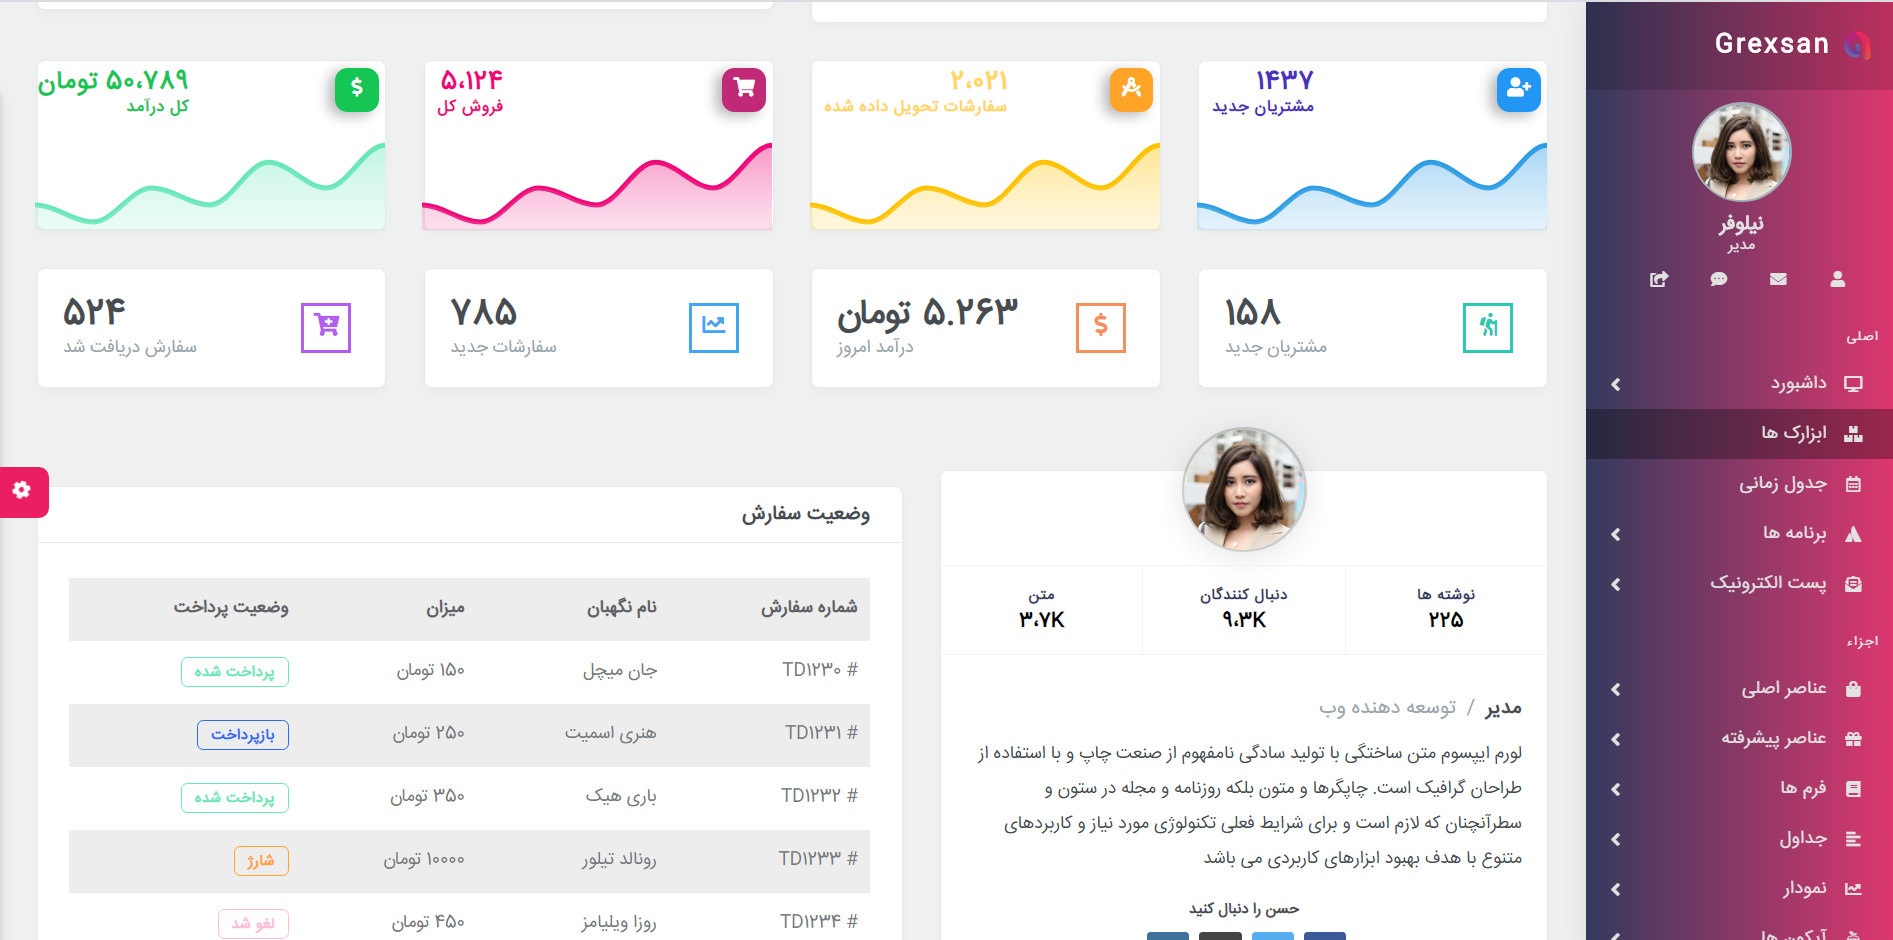 Grexsan
نیلوفر
مدیر
اصلی
داشبورد
ابزارک ها
جدول زمانی
برنامه ها
پست الکترونیک
اجزاء
عناصر اصلی
عناصر پیشرفته
فرم ها
جداول
نمودار
آیکون ها
۱۴۳۷
مشتریان جدید
۲،۰۲۱
سفارشات تحویل داده شده
۵،۱۲۴
فروش کل
۵۰،۷۸۹ تومان
کل درآمد
۱۵۸
مشتریان جدید
۵.۲۶۳ تومان
درآمد امروز
۷۸۵
سفارشات جدید
۵۲۴
سفارش دریافت شد
نوشته ها
۲۲۵
دنبال کنندگان
۹،۳K
متن
۳،۷K
مدیر / توسعه دهنده وب
لورم ایپسوم متن ساختگی با تولید سادگی نامفهوم از صنعت چاپ و با استفاده از
طراحان گرافیک است. چاپگرها و متون بلکه روزنامه و مجله در ستون و
سطرآنچنان که لازم است و برای شرایط فعلی تکنولوژی مورد نیاز و کاربردهای
متنوع با هدف بهبود ابزارهای کاربردی می باشد
حسن را دنبال کنید
وضعیت سفارش
شماره سفارش نام نگهبان میزان وضعیت پرداخت
# TD۱۲۳۰ جان میچل ۱۵۰ تومان پرداخت شده
# TD۱۲۳۱ هنری اسمیت ۲۵۰ تومان بازپرداخت
# TD۱۲۳۲ باری هیک ۳۵۰ تومان پرداخت شده
# TD۱۲۳۳ رونالد تیلور ۱۰۰۰۰ تومان شارژ
# TD۱۲۳۴ روزا ویلیامز ۴۵۰ تومان لغو شد